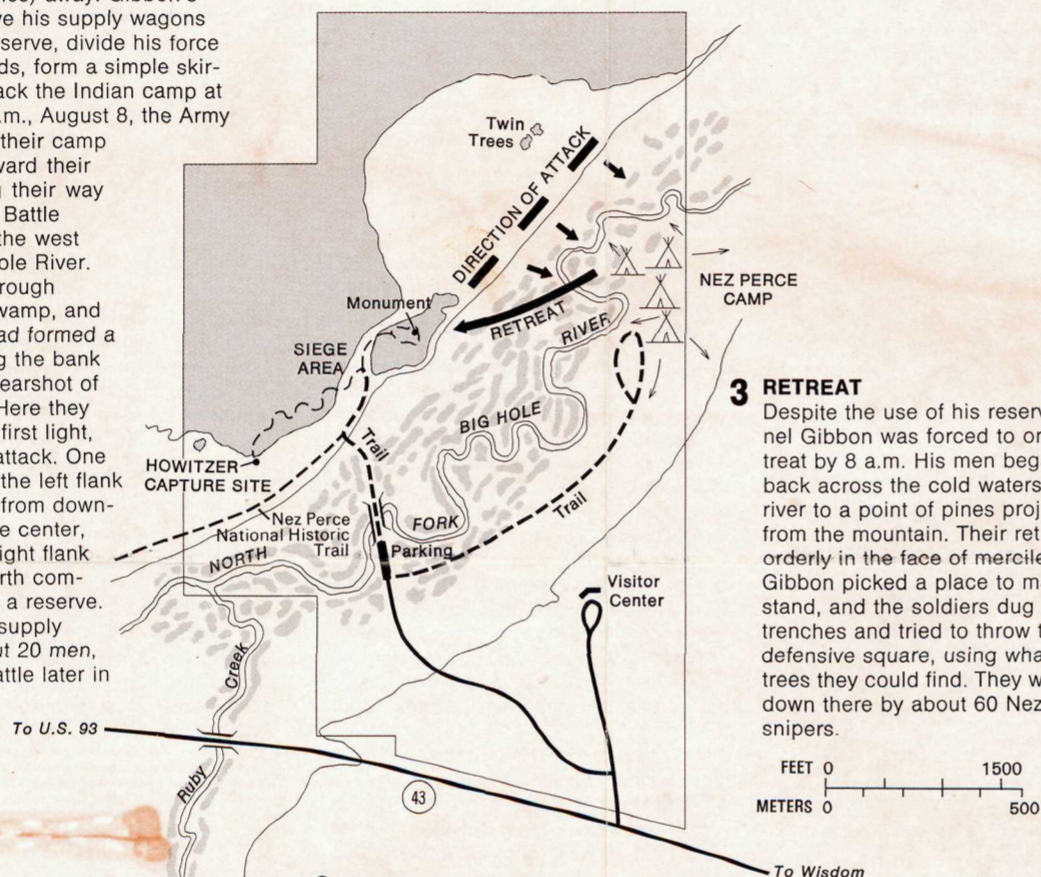 ve his supply wagons
serve, divide his force
ds, form a simple skir-
ack the Indian camp at
.m., August 8, the Army
their camp
ward their
their way
Battle
the west
ole River.
rough
wamp, and
ad formed a
g the bank
earshot of
Here they
first light,
attack. One
the left flank
from down-
e center,
ight flank
rth com-
a reserve.
supply
ut 20 men,
attle later in
Twin
Trees
DIRECTION OF ATTACK
NEZ PERCE
CAMP
Monument
RETREAT
SIEGE
AREA
RIVER
BIG HOLE
Trail
HOWITZER
CAPTURE SITE
Nez Perce
National Historic
Trail
FORK
Trail
NORTH
Parking
Visitor
Center
Creek
To U.S. 93
Ruby
43
To Wisdom
3 RETREAT
Despite the use of his reserv
nel Gibbon was forced to or
treat by 8 a.m. His men beg
back across the cold waters
river to a point of pines proj
from the mountain. Their ret
orderly in the face of mercile
Gibbon picked a place to m
stand, and the soldiers dug
trenches and tried to throw t
defensive square, using wha
trees they could find. They w
down there by about 60 Nez
snipers.
FEET 0 1500
METERS 0 500